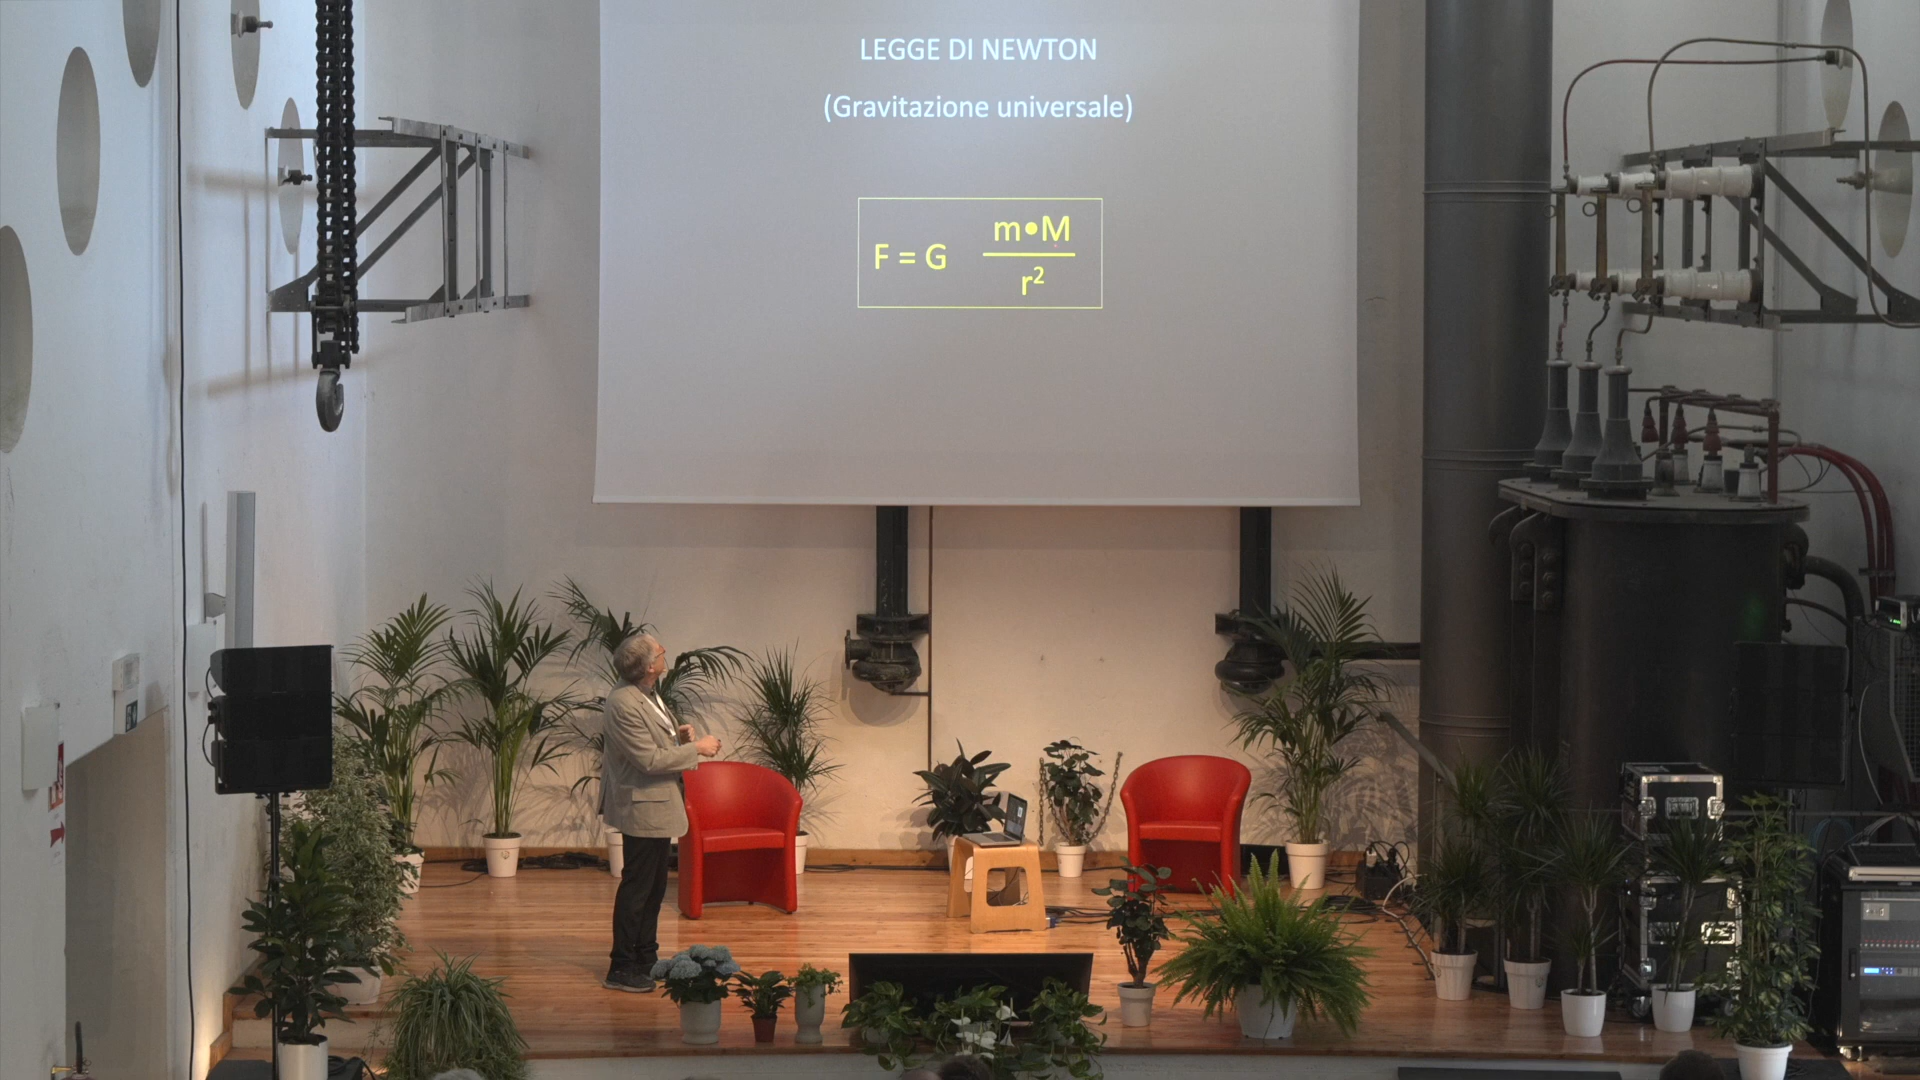 LEGGE DI NEWTON
(Gravitazione universale)
F = G m•M / r²